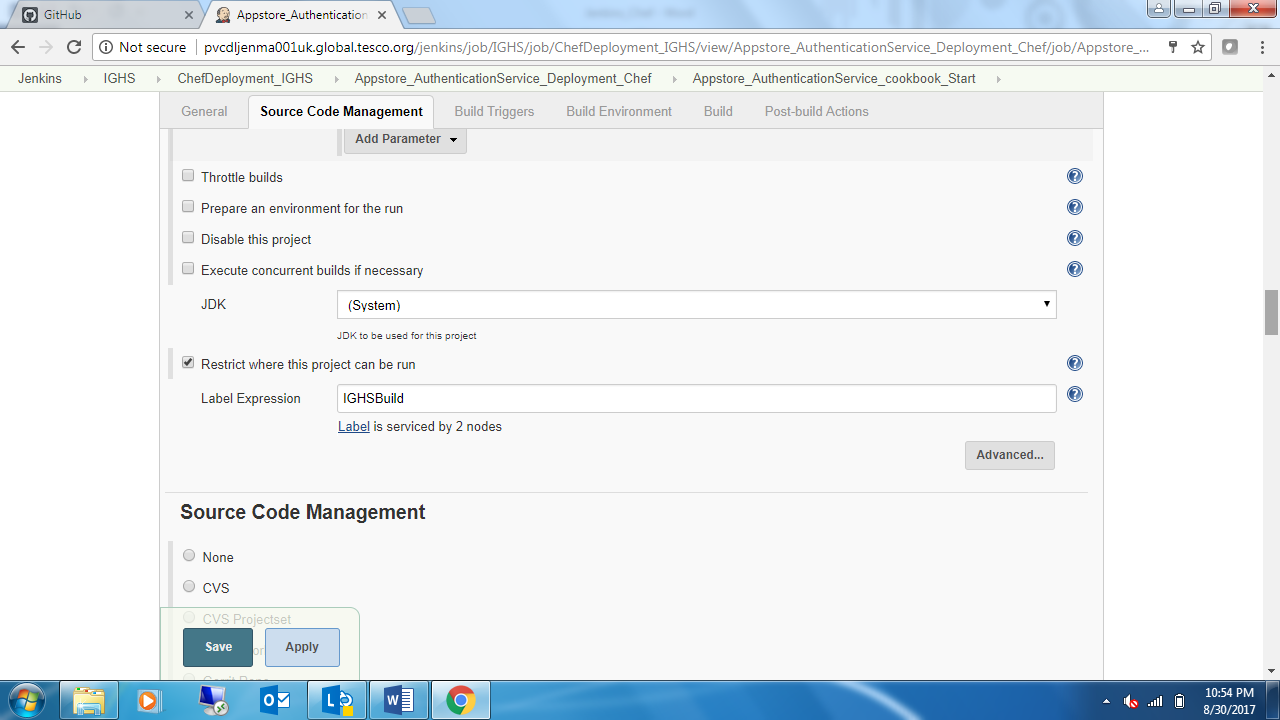 GitHub
Appstore_Authentication
Not secure
pvcdljenma001uk.global.tesco.org/jenkins/job/IGHS/job/ChefDeployment_IGHS/view/Appstore_AuthenticationService_Deployment_Chef/job/Appstore_...
Jenkins IGHS ChefDeployment_IGHS Appstore_AuthenticationService_Deployment_Chef Appstore_AuthenticationService_cookbook_Start
General Source Code Management Build Triggers Build Environment Build Post-build Actions
Add Parameter
Throttle builds
Prepare an environment for the run
Disable this project
Execute concurrent builds if necessary
JDK (System)
JDK to be used for this project
Restrict where this project can be run
Label Expression IGHSBuild
Label is serviced by 2 nodes
Advanced...
Source Code Management
None
CVS
CVS Projectset
Save Apply
10:54 PM
8/30/2017